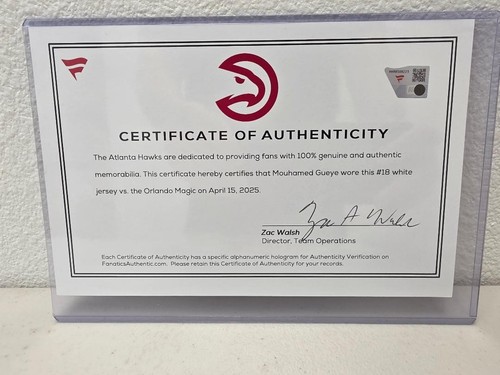 CERTIFICATE OF AUTHENTICITY
The Atlanta Hawks are dedicated to providing fans with 100% genuine and authentic
memorabilia. This certificate hereby certifies that Mouhamed Gueye wore this #18 white
jersey vs. the Orlando Magic on April 15, 2025.
Zac Walsh
Director, Team Operations
Each Certificate of Authenticity has a specific alphanumeric hologram for Authenticity Verification on
FanaticsAuthentic.com. Please retain this Certificate of Authenticity for your records.